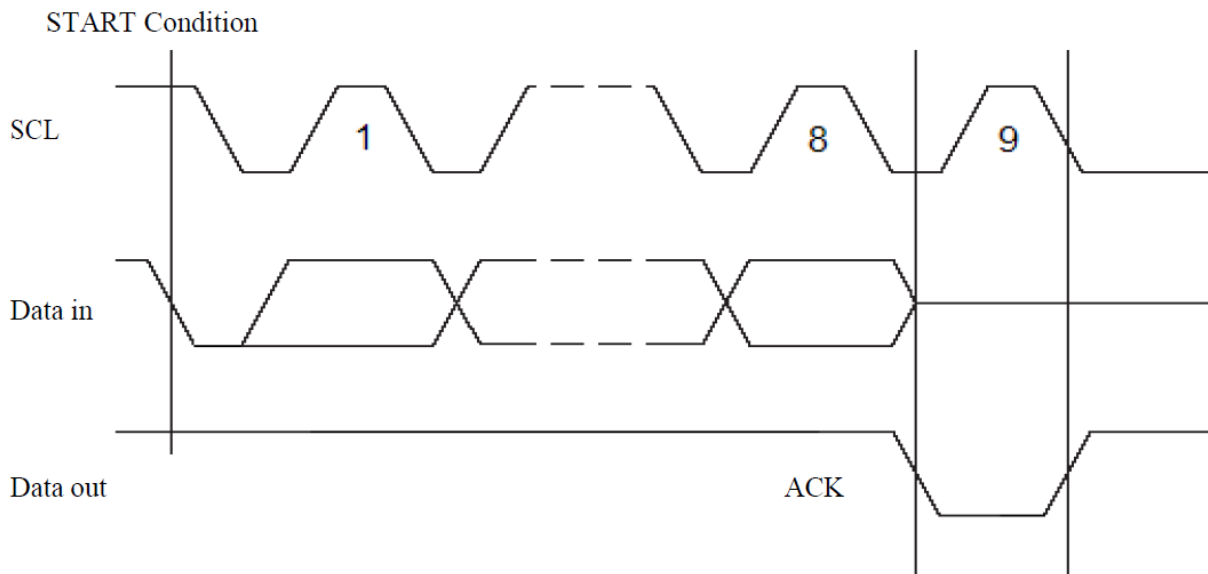 START Condition
SCL
1
8
9
Data in
Data out
ACK